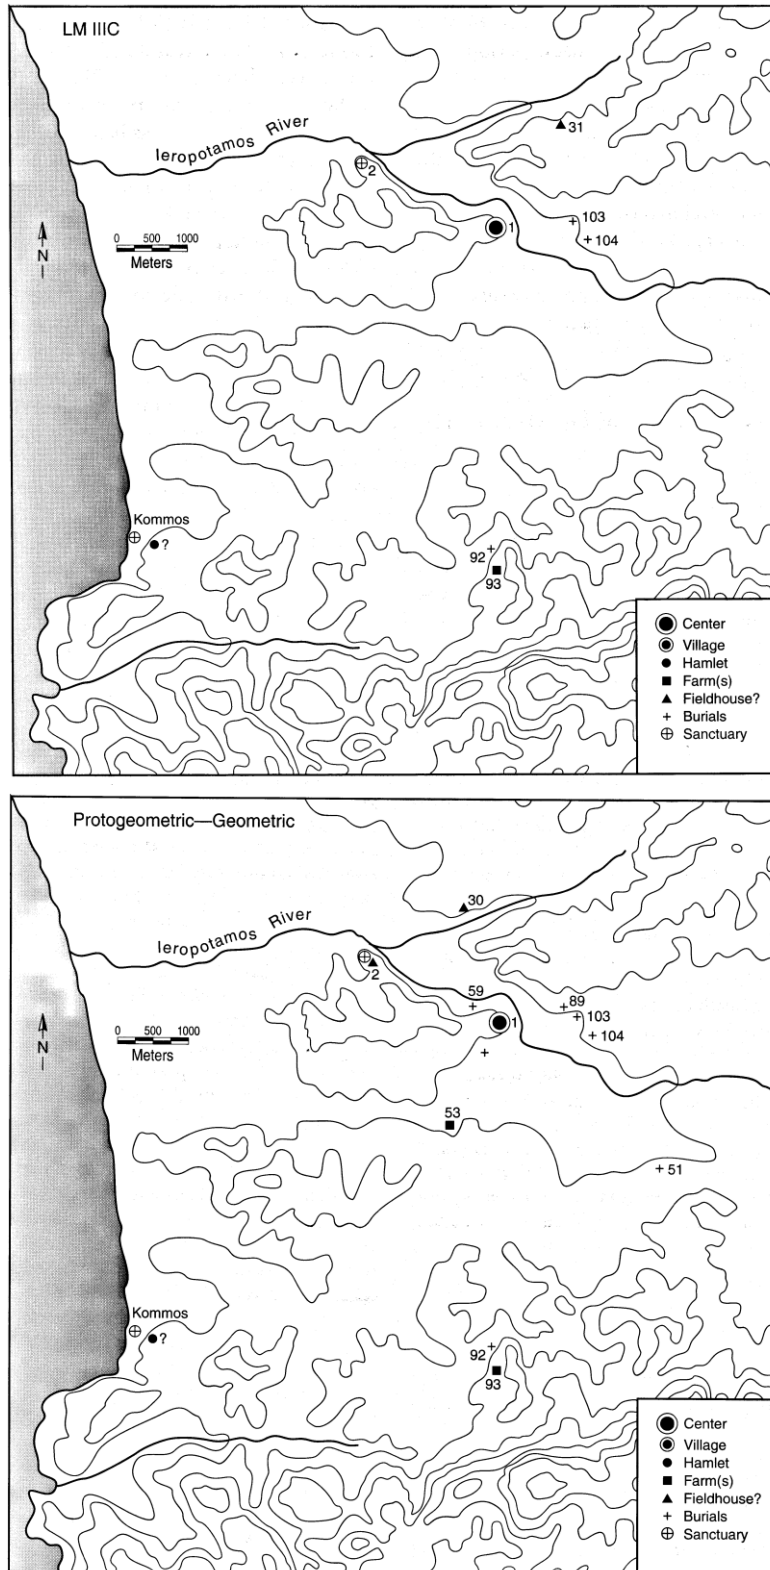 LM IIIC
Ieropotamos River
31
2
1
103
104
N
0 500 1000
Meters
Kommos
?
92
93
Center
Village
Hamlet
Farm(s)
Fieldhouse?
Burials
Sanctuary
Protogeometric—Geometric
30
Ieropotamos River
2
59
89
103
1
104
N
0 500 1000
Meters
53
51
Kommos
?
92
93
Center
Village
Hamlet
Farm(s)
Fieldhouse?
Burials
Sanctuary